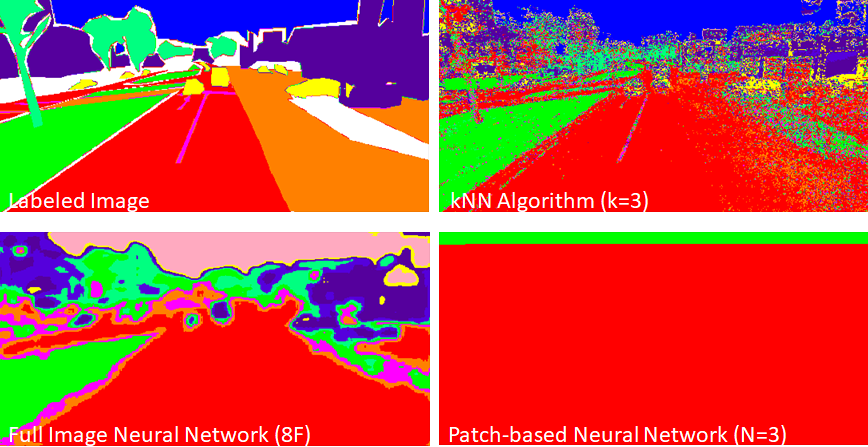 Labeled Image
kNN Algorithm (k=3)
Full Image Neural Network (8F)
Patch-based Neural Network (N=3)